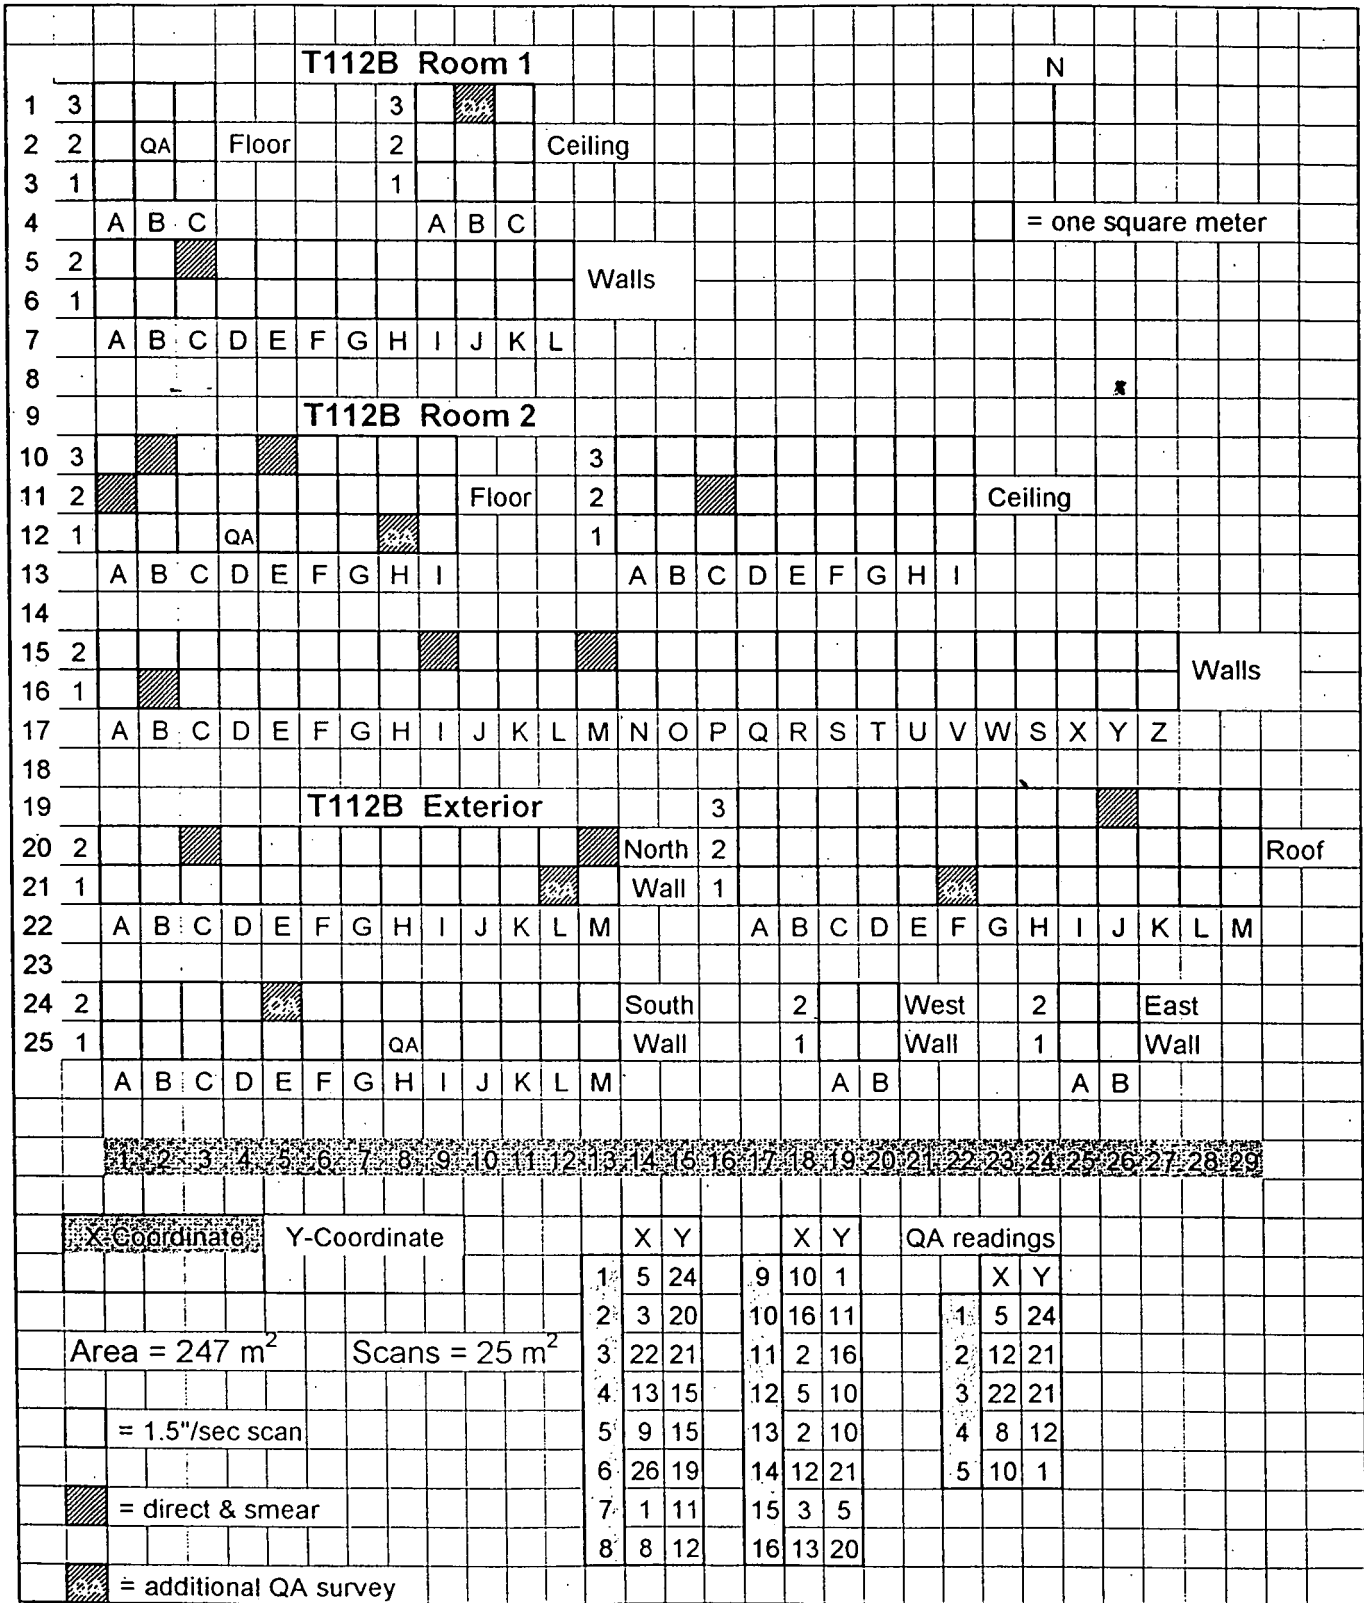 T112B Room 1 N
1 3 3 QA
2 2 QA Floor 2 Ceiling
3 1 1
4 A B C A B C = one square meter
5 2
Walls
6 1
7 A B C D E F G H I J K L
8
9 T112B Room 2
10 3 3
11 2 Floor 2 Ceiling
12 1 QA QA 1
13 A B C D E F G H I A B C D E F G H I
14
15 2
Walls
16 1
17 A B C D E F G H I J K L M N O P Q R S T U V W S X Y Z
18
19 T112B Exterior 3
20 2 North 2 Roof
21 1 QA Wall 1 QA
22 A B C D E F G H I J K L M A B C D E F G H I J K L M
23
24 2 QA South 2 West 2 East
25 1 QA Wall 1 Wall 1 Wall
A B C D E F G H I J K L M A B A B
1 2 3 4 5 6 7 8 9 10 11 12 13 14 15 16 17 18 19 20 21 22 23 24 25 26 27 28 29
X-Coordinate Y-Coordinate X Y X Y QA readings
1 5 24 9 10 1 X Y
2 3 20 10 16 11 1 5 24
Area = 247 m² Scans = 25 m² 3 22 21 11 2 16 2 12 21
4 13 15 12 5 10 3 22 21
= 1.5"/sec scan 5 9 15 13 2 10 4 8 12
6 26 19 14 12 21 5 10 1
= direct & smear 7 1 11 15 3 5
8 8 12 16 13 20
QA = additional QA survey